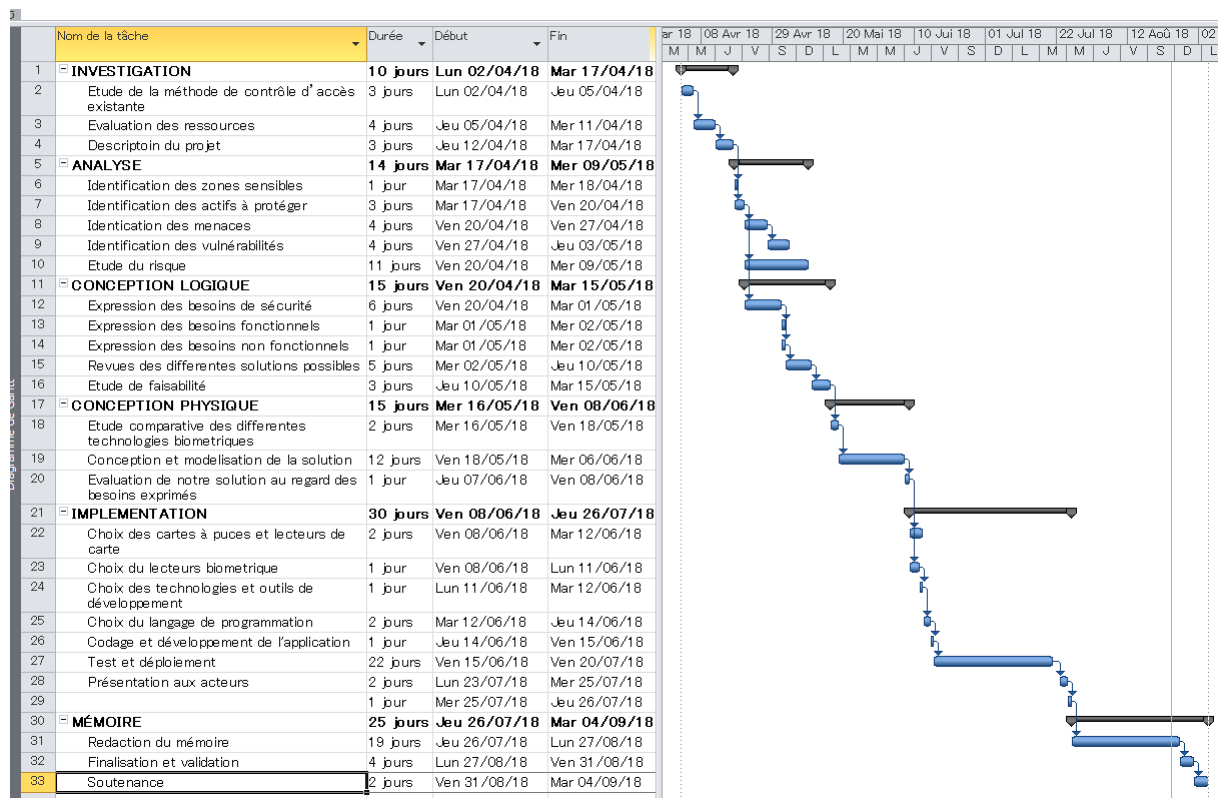 Nom de la tâche Durée Début Fin
ar 18 08 Avr 18 29 Avr 18 20 Mai 18 10 Jui 18 01 Jul 18 22 Jul 18 12 Aoû 18 02
M M J V S D L M M J V S D L M M J V S D L
1 INVESTIGATION 10 jours Lun 02/04/18 Mar 17/04/18
2 Etude de la méthode de contrôle d'accès 3 jours Lun 02/04/18 Jeu 05/04/18
existante
3 Evaluation des ressources 4 jours Jeu 05/04/18 Mer 11/04/18
4 Descriptoin du projet 3 jours Jeu 12/04/18 Mar 17/04/18
5 ANALYSE 14 jours Mar 17/04/18 Mer 09/05/18
6 Identification des zones sensibles 1 jour Mar 17/04/18 Mer 18/04/18
7 Identification des actifs à protéger 3 jours Mar 17/04/18 Ven 20/04/18
8 Identication des menaces 4 jours Ven 20/04/18 Ven 27/04/18
9 Identification des vulnérabilités 4 jours Ven 27/04/18 Jeu 03/05/18
10 Etude du risque 11 jours Ven 20/04/18 Mer 09/05/18
11 CONCEPTION LOGIQUE 15 jours Ven 20/04/18 Mar 15/05/18
12 Expression des besoins de sécurité 6 jours Ven 20/04/18 Mar 01/05/18
13 Expression des besoins fonctionnels 1 jour Mar 01/05/18 Mer 02/05/18
14 Expression des besoins non fonctionnels 1 jour Mar 01/05/18 Mer 02/05/18
15 Revues des differentes solutions possibles 5 jours Mer 02/05/18 Jeu 10/05/18
16 Etude de faisabilité 3 jours Jeu 10/05/18 Mar 15/05/18
17 CONCEPTION PHYSIQUE 15 jours Mer 16/05/18 Ven 08/06/18
18 Etude comparative des differentes 2 jours Mer 16/05/18 Ven 18/05/18
technologies biometriques
19 Conception et modelisation de la solution 12 jours Ven 18/05/18 Mer 06/06/18
20 Evaluation de notre solution au regard des 1 jour Jeu 07/06/18 Ven 08/06/18
besoins exprimés
21 IMPLEMENTATION 30 jours Ven 08/06/18 Jeu 26/07/18
22 Choix des cartes à puces et lecteurs de 2 jours Ven 08/06/18 Mar 12/06/18
carte
23 Choix du lecteurs biometrique 1 jour Ven 08/06/18 Lun 11/06/18
24 Choix des technologies et outils de 1 jour Lun 11/06/18 Mar 12/06/18
développement
25 Choix du langage de programmation 2 jours Mar 12/06/18 Jeu 14/06/18
26 Codage et développement de l'application 1 jour Jeu 14/06/18 Ven 15/06/18
27 Test et déploiement 22 jours Ven 15/06/18 Ven 20/07/18
28 Présentation aux acteurs 2 jours Lun 23/07/18 Mer 25/07/18
29 1 jour Mer 25/07/18 Jeu 26/07/18
30 MÉMOIRE 25 jours Jeu 26/07/18 Mar 04/09/18
31 Redaction du mémoire 19 jours Jeu 26/07/18 Lun 27/08/18
32 Finalisation et validation 4 jours Lun 27/08/18 Ven 31/08/18
33 Soutenance 2 jours Ven 31/08/18 Mar 04/09/18
Diagramme de Gantt